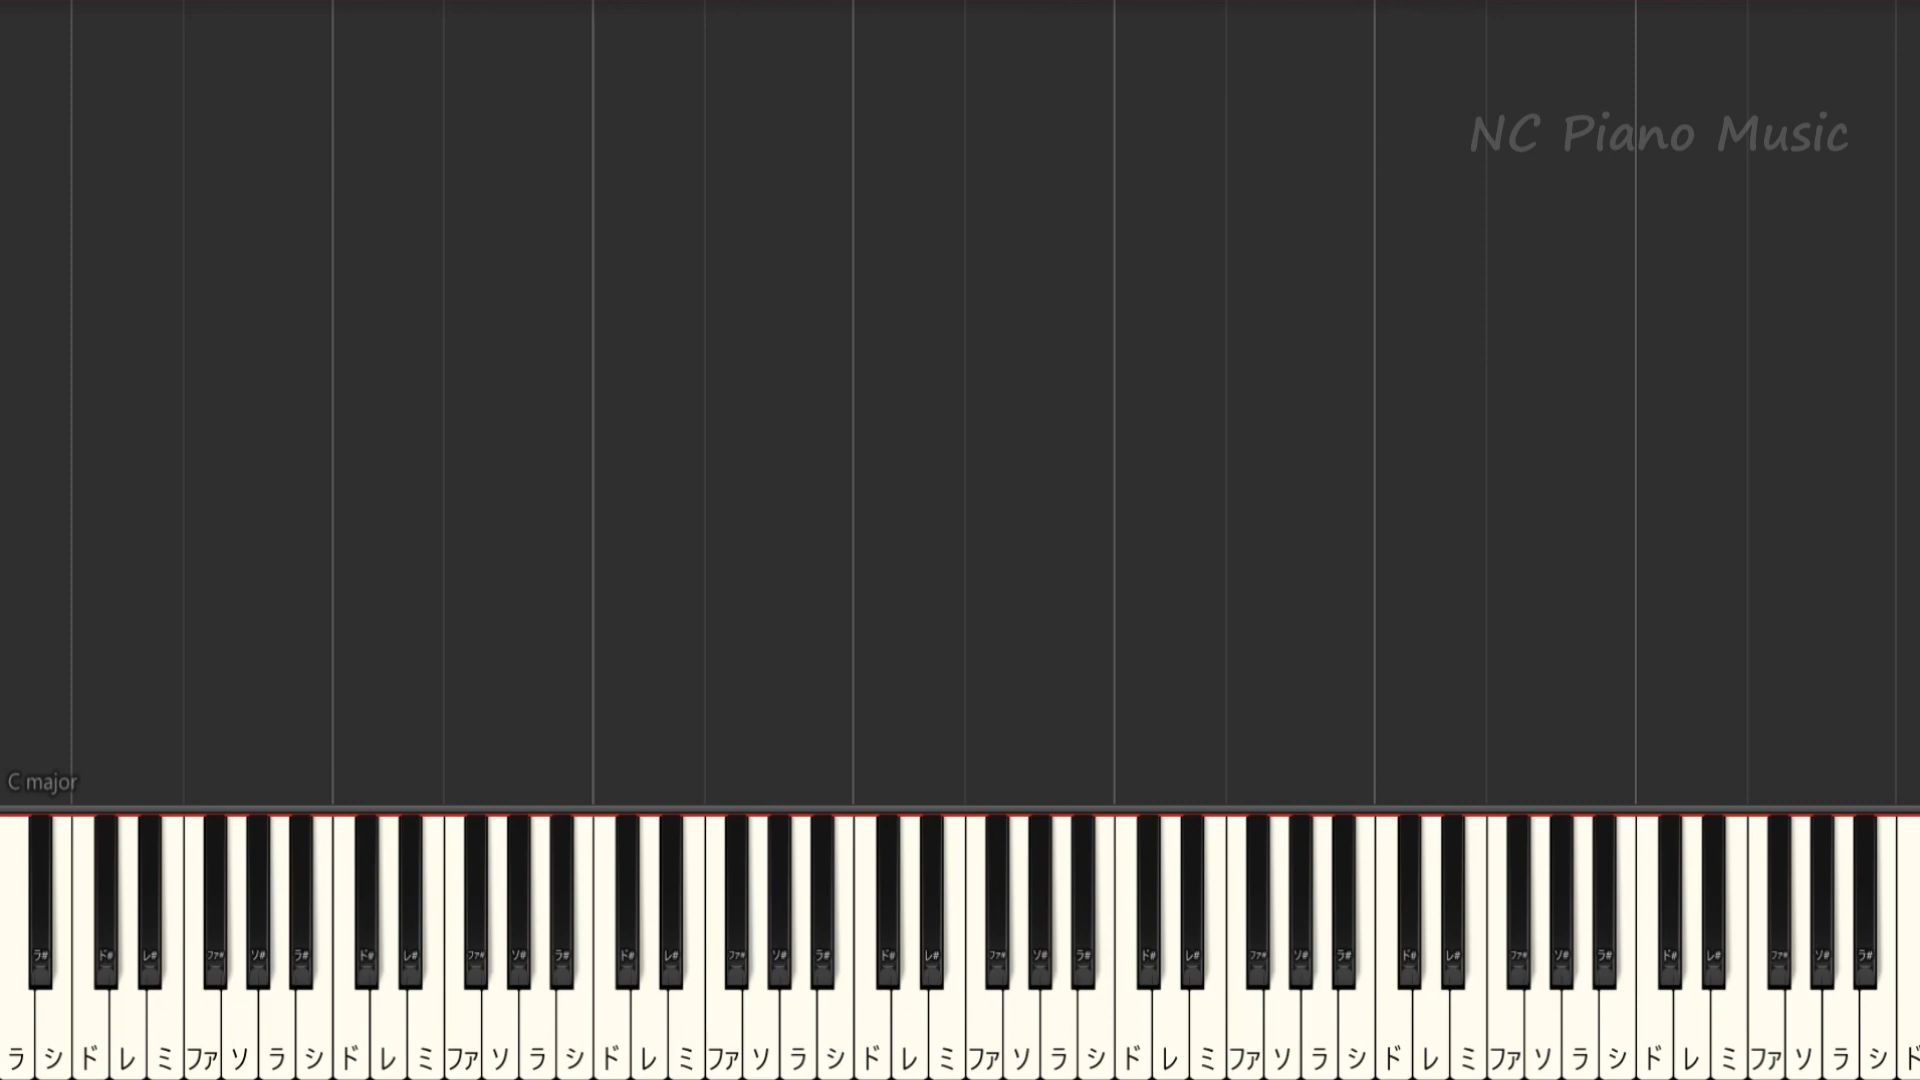 NC Piano Music
C major
ラ# ド# レ# ファ# ソ# ラ# ド# レ# ファ# ソ# ラ# ド# レ# ファ# ソ# ラ# ド# レ# ファ# ソ# ラ# ド# レ# ファ# ソ# ラ# ド# レ# ファ# ソ# ラ# ド# レ# ファ# ソ# ラ#
ラ シ ド レ ミ ファ ソ ラ シ ド レ ミ ファ ソ ラ シ ド レ ミ ファ ソ ラ シ ド レ ミ ファ ソ ラ シ ド レ ミ ファ ソ ラ シ ド レ ミ ファ ソ ラ シ ド レ ミ ファ ソ ラ シ ド